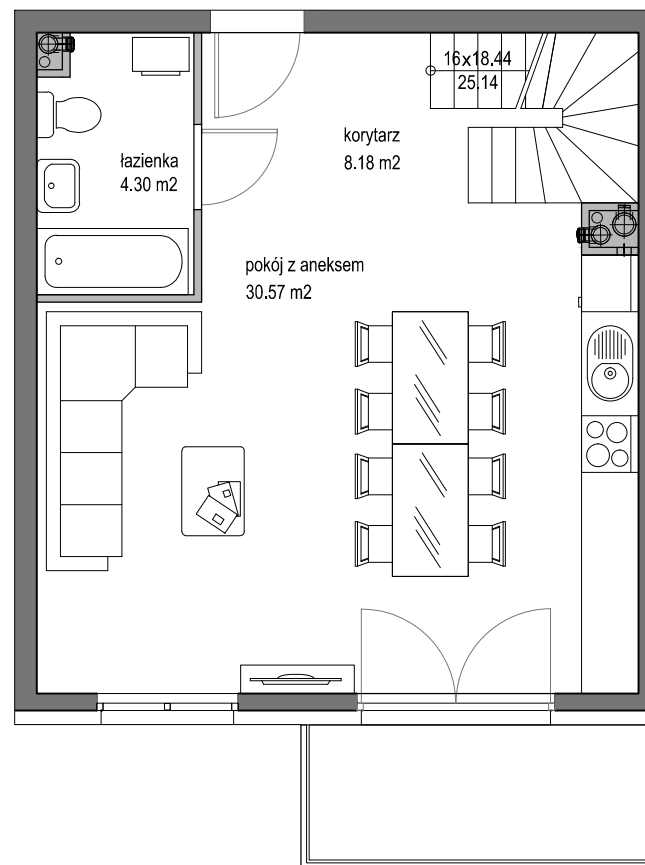 16x18.44
25.14
korytarz
8.18 m2
łazienka
4.30 m2
pokój z aneksem
30.57 m2